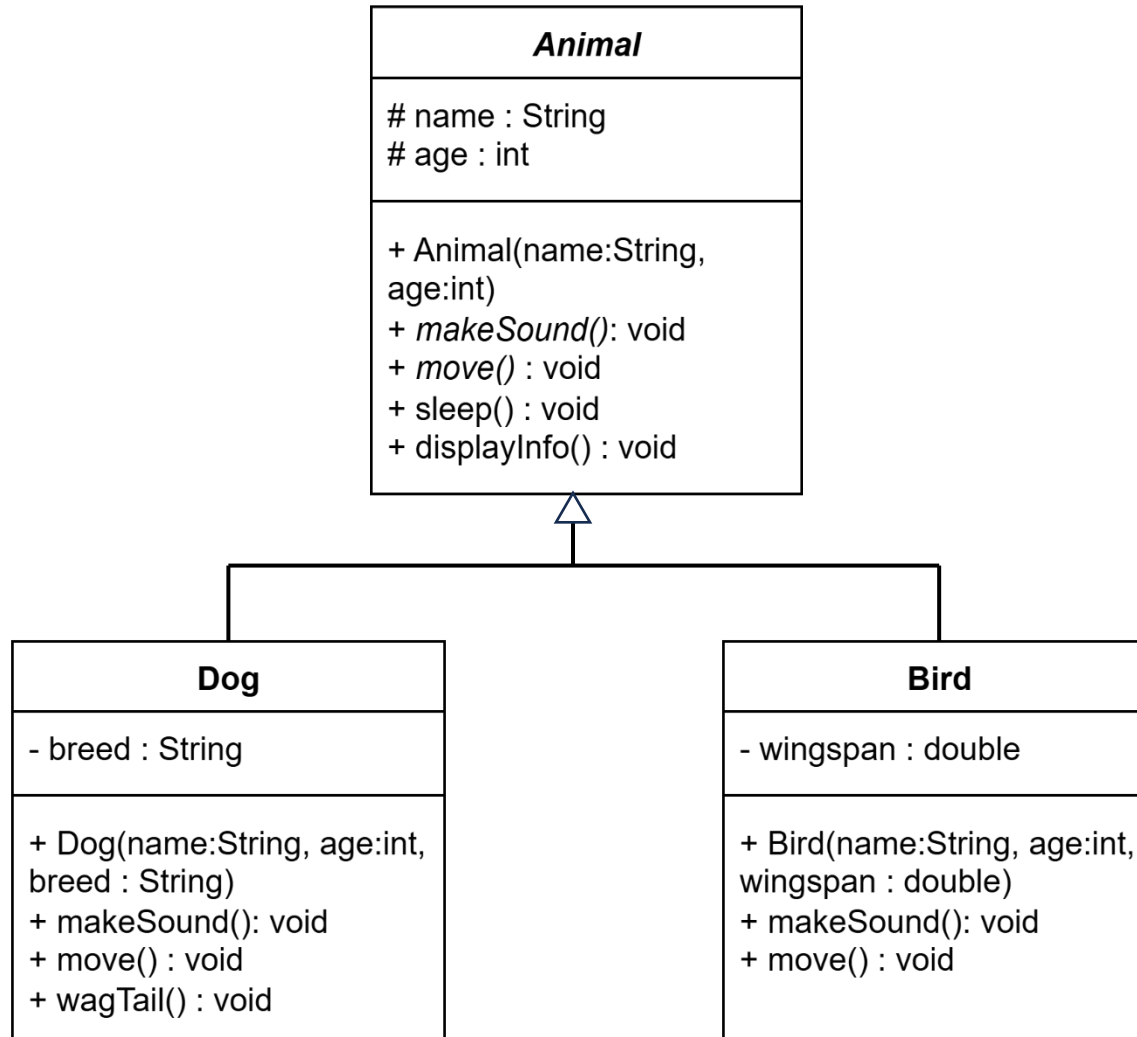 Animal
# name : String
# age : int
+ Animal(name:String,
age:int)
+ makeSound(): void
+ move() : void
+ sleep() : void
+ displayInfo() : void
Dog
- breed : String
+ Dog(name:String, age:int,
breed : String)
+ makeSound(): void
+ move() : void
+ wagTail() : void
Bird
- wingspan : double
+ Bird(name:String, age:int,
wingspan : double)
+ makeSound(): void
+ move() : void